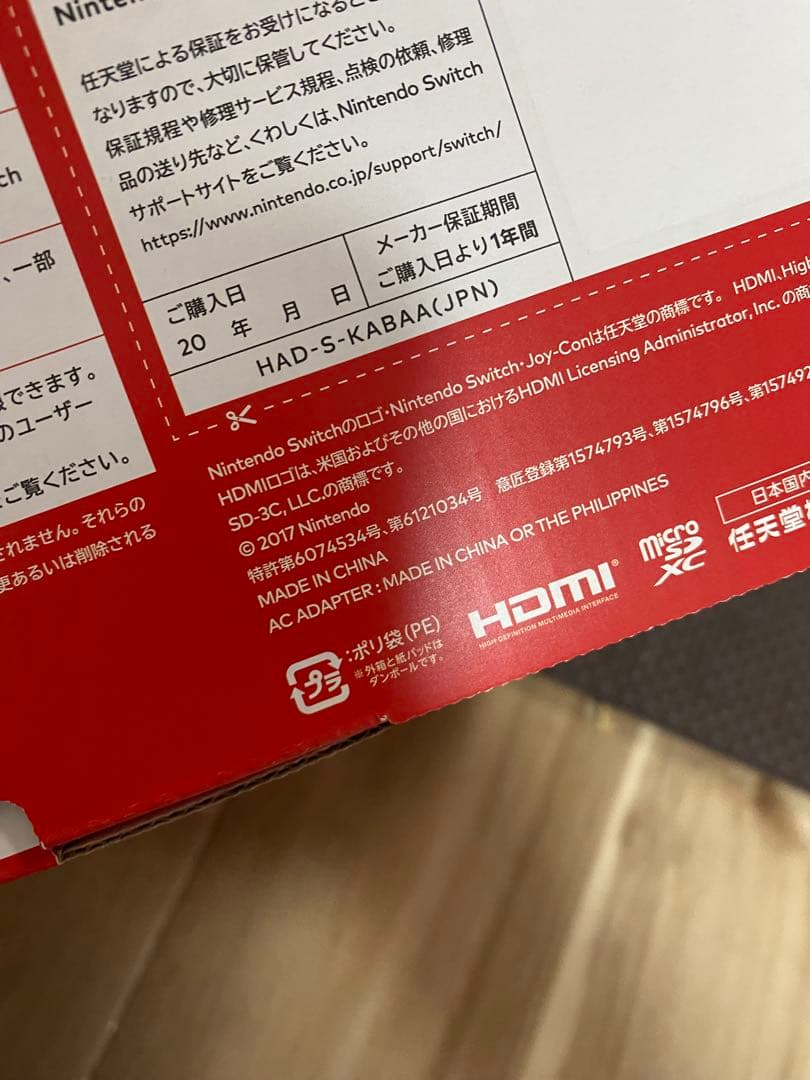 Ninten
任天堂による保証をお受けになると
なりますので、大切に保管してください。
保証規程や修理サービス規程、点検の依頼、修理
品の送り先など、くわしくは、Nintendo Switch
サポートサイトをご覧ください。
https://www.nintendo.co.jp/support/switch/
ご購入日
20 年 月 日
メーカー保証期間
ご購入日より1年間
HAD-S-KABAA(JPN)
ch
、一部
できます。
のユーザー
ご覧ください。
されません。それらの
更あるいは削除される
Nintendo Switchのロゴ・Nintendo Switch・Joy-Conは任天堂の商標です。 HDMI、High
HDMIロゴは、米国およびその他の国におけるHDMI Licensing Administrator, Inc. の商
SD-3C, LLC.の商標です。
© 2017 Nintendo
特許第6074534号、第6121034号 意匠登録第1574793号、第1574796号、第157492
MADE IN CHINA
AC ADAPTER : MADE IN CHINA OR THE PHILIPPINES
プラ
:ポリ袋(PE)
※外箱と紙パッドは
ダンボールです。
HDMI®
HIGH-DEFINITION MULTIMEDIA INTERFACE
micro
SD
XC
日本国内
任天堂